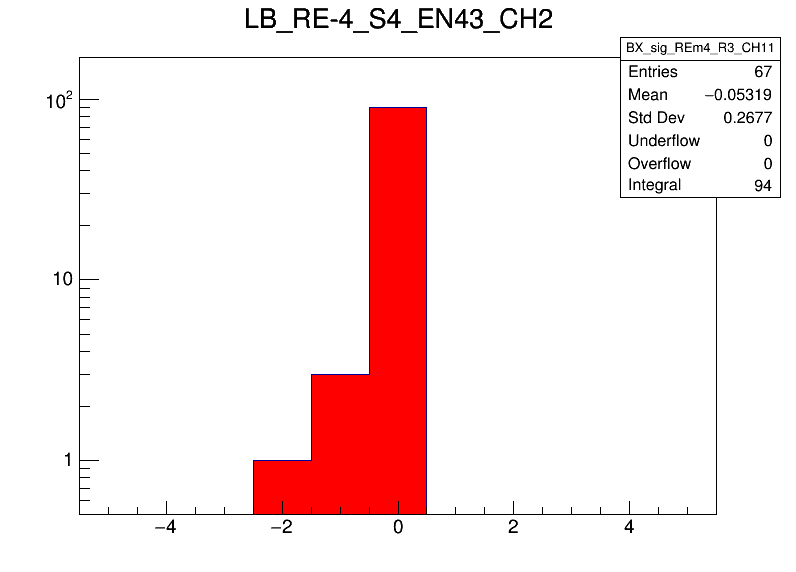 LB_RE-4_S4_EN43_CH2
BX_sig_REm4_R3_CH11
Entries 67
Mean −0.05319
Std Dev 0.2677
Underflow 0
Overflow 0
Integral 94
10²
10
1
−4 −2 0 2 4